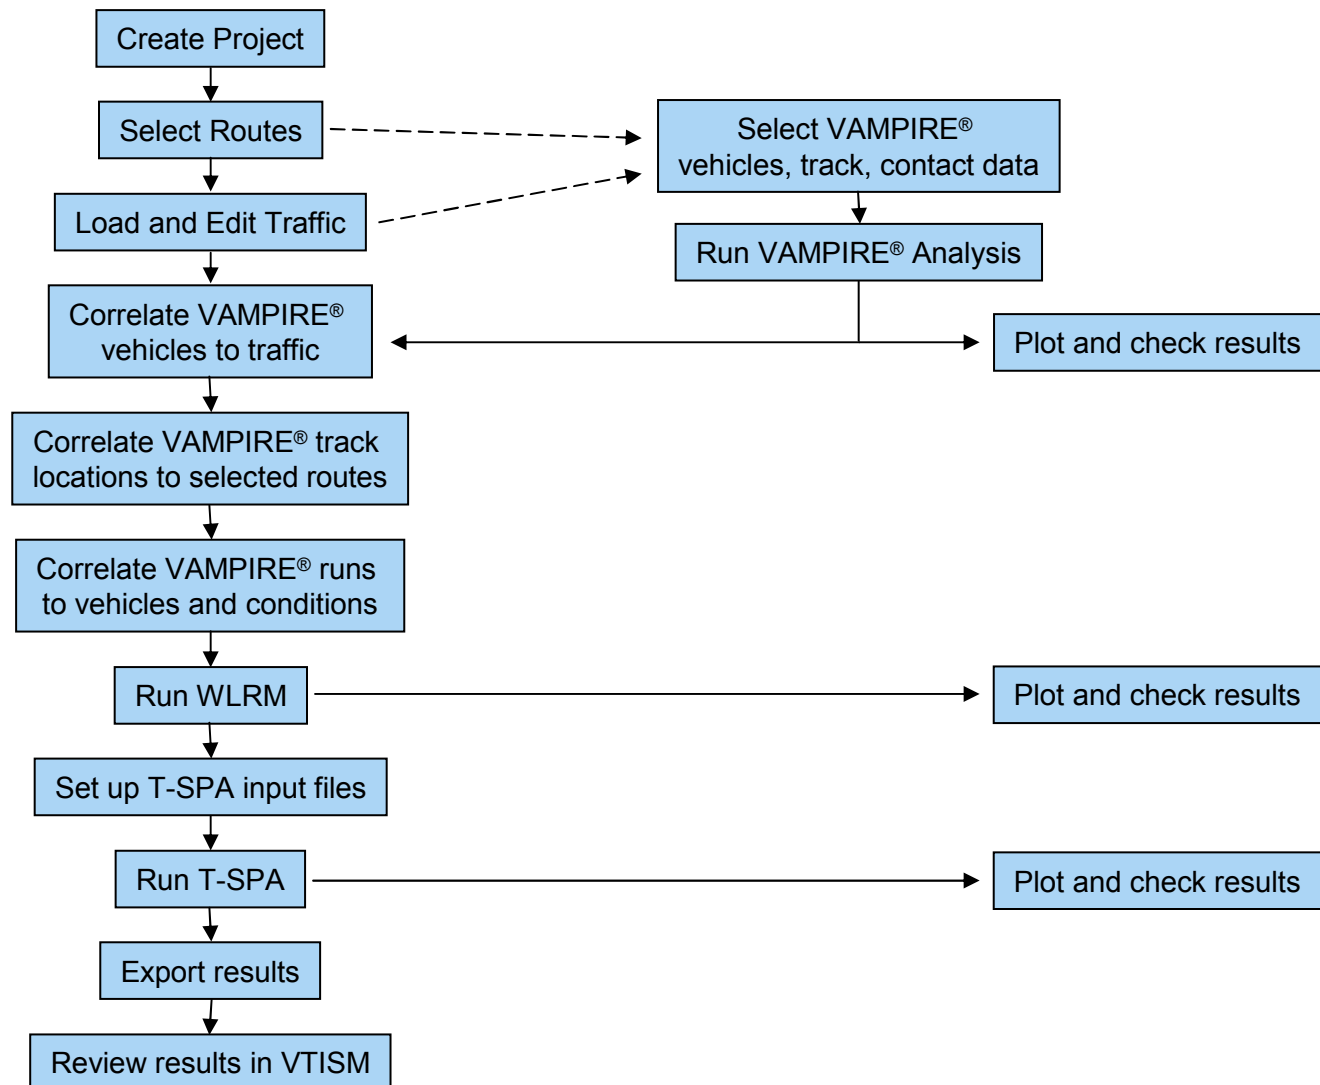 Create Project
Select Routes
Select VAMPIRE®
vehicles, track, contact data
Load and Edit Traffic
Run VAMPIRE® Analysis
Correlate VAMPIRE®
vehicles to traffic
Plot and check results
Correlate VAMPIRE® track
locations to selected routes
Correlate VAMPIRE® runs
to vehicles and conditions
Run WLRM
Plot and check results
Set up T-SPA input files
Run T-SPA
Plot and check results
Export results
Review results in VTISM